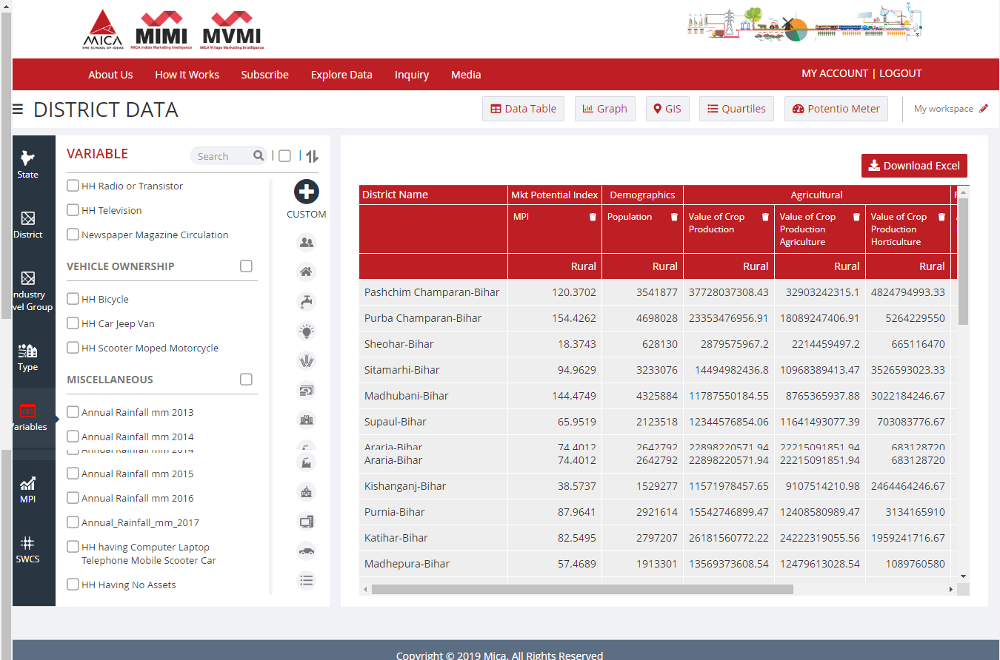 MICA MIMI MVMI
THE SCHOOL OF IDEAS MICA Indian Marketing Intelligence MICA Village Marketing Intelligence
About Us How It Works Subscribe Explore Data Inquiry Media MY ACCOUNT | LOGOUT
DISTRICT DATA Data Table Graph GIS Quartiles Potentio Meter My workspace
State
District
ndustry
vel Group
Type
Variables
MPI
SWCS
VARIABLE Search
HH Radio or Transistor
HH Television
Newspaper Magazine Circulation
VEHICLE OWNERSHIP
HH Bicycle
HH Car Jeep Van
HH Scooter Moped Motorcycle
MISCELLANEOUS
Annual Rainfall mm 2013
Annual Rainfall mm 2014
Annual Rainfall mm 2014
Annual Rainfall mm 2015
Annual Rainfall mm 2016
Annual_Rainfall_mm_2017
HH having Computer Laptop
Telephone Mobile Scooter Car
HH Having No Assets
CUSTOM
Download Excel
District Name Mkt Potential Index Demographics Agricultural
MPI Population Value of Crop Value of Crop Value of Crop
Production Production Production
Agriculture Horticulture
Rural Rural Rural Rural Rural
Pashchim Champaran-Bihar 120.3702 3541877 37728037308.43 32903242315.1 4824794993.33
Purba Champaran-Bihar 154.4262 4698028 23353476956.91 18089247406.91 5264229550
Sheohar-Bihar 18.3743 628130 2879575967.2 2214459497.2 665116470
Sitamarhi-Bihar 94.9629 3233076 14494982436.8 10968389413.47 3526593023.33
Madhubani-Bihar 144.4749 4325884 11787550184.55 8765365937.88 3022184246.67
Supaul-Bihar 65.9519 2123518 12344576854.06 11641493077.39 703083776.67
Araria-Bihar 74.4012 2642792 22898220571.94 22215091851.94 683128720
Araria-Bihar 74.4012 2642792 22898220571.94 22215091851.94 683128720
Kishanganj-Bihar 38.5737 1529277 11571978457.65 9107514210.98 2464464246.67
Purnia-Bihar 87.9641 2921614 15542746899.47 12408580989.47 3134165910
Katihar-Bihar 82.5495 2797207 26181560772.22 24222319055.56 1959241716.67
Madhepura-Bihar 57.4689 1913301 13569373608.54 12479613028.54 1089760580
Copyright © 2019 Mica. All Rights Reserved